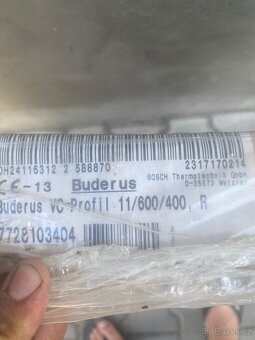 DH24116312 2 588870 2317170214
CE-13 Buderus BOSCH Thermotechnik GmbH
D-35573 Wetzlar
Buderus VC-Profil 11/600/400, R
7728103404